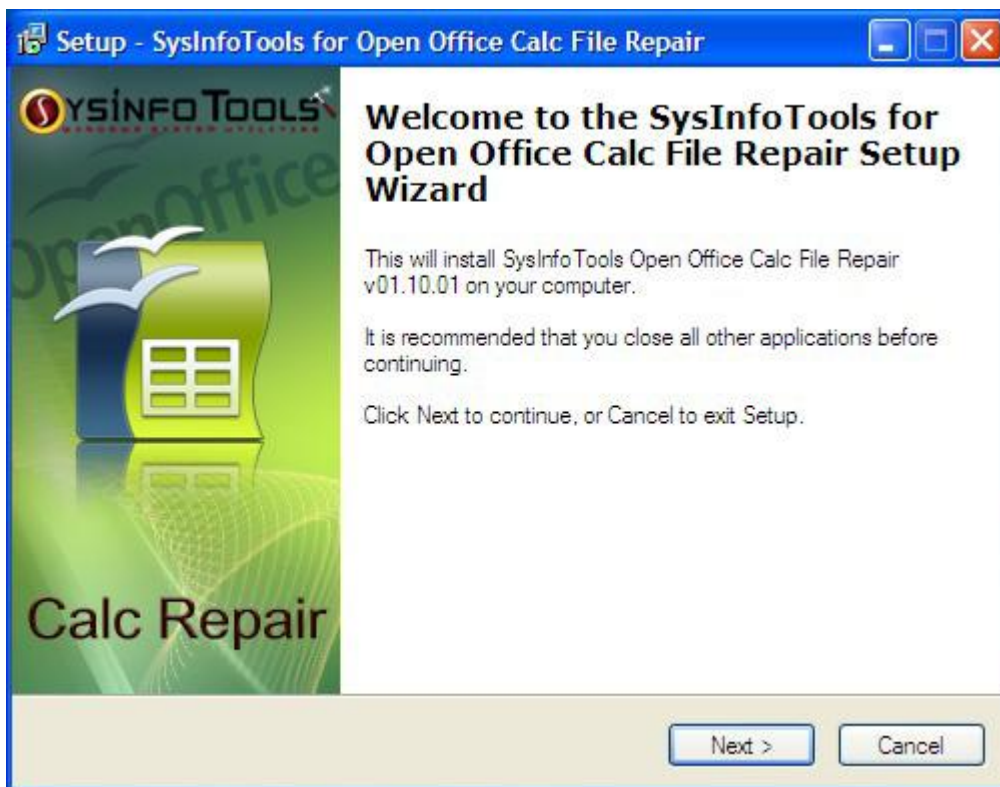 Setup - SysInfoTools for Open Office Calc File Repair
SYSINFO TOOLS
WINDOWS SYSTEM UTILITIES
OpenOffice
Calc Repair
Welcome to the SysInfoTools for
Open Office Calc File Repair Setup
Wizard
This will install SysInfoTools Open Office Calc File Repair
v01.10.01 on your computer.
It is recommended that you close all other applications before
continuing.
Click Next to continue, or Cancel to exit Setup.
Next >
Cancel